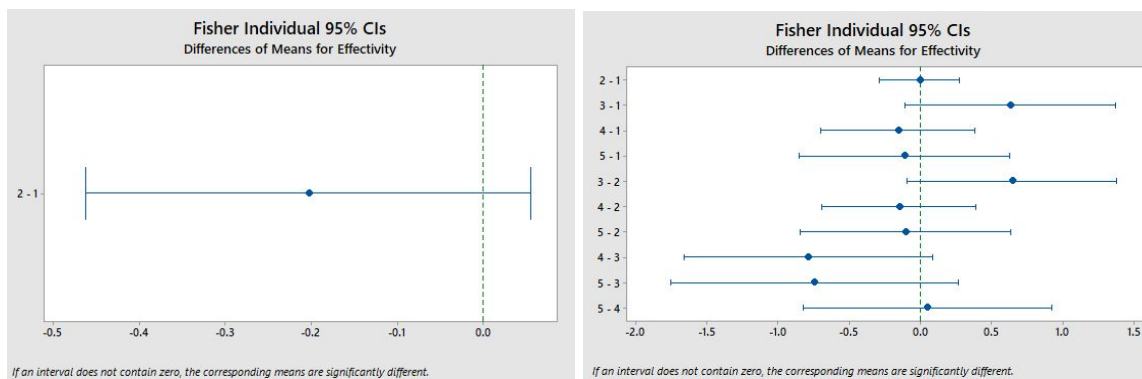 Fisher Individual 95% CIs
Differences of Means for Effectivity
2 - 1
-0.5 -0.4 -0.3 -0.2 -0.1 0.0
If an interval does not contain zero, the corresponding means are significantly different.
Fisher Individual 95% CIs
Differences of Means for Effectivity
2 - 1
3 - 1
4 - 1
5 - 1
3 - 2
4 - 2
5 - 2
4 - 3
5 - 3
5 - 4
-2.0 -1.5 -1.0 -0.5 0.0 0.5 1.0 1.5
If an interval does not contain zero, the corresponding means are significantly different.